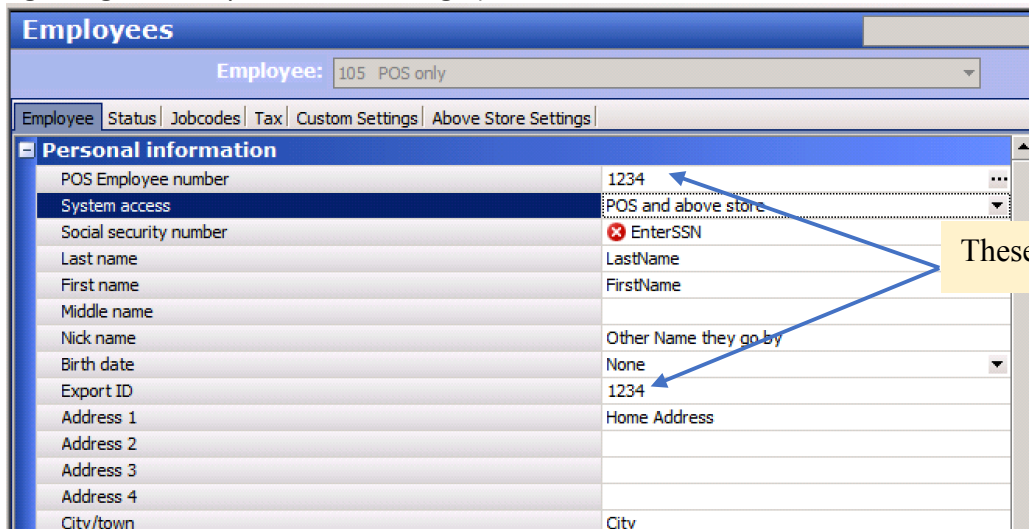 Employees
Employee: 105 POS only
Employee Status Jobcodes Tax Custom Settings Above Store Settings
Personal information
POS Employee number 1234 ...
System access POS and above store
Social security number EnterSSN
Last name LastName
These
First name FirstName
Middle name
Nick name Other Name they go by
Birth date None
Export ID 1234
Address 1 Home Address
Address 2
Address 3
Address 4
City/town City